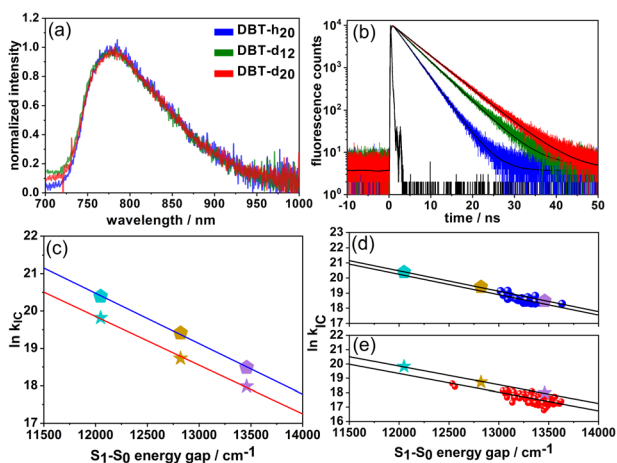 (a)
DBT-h20
DBT-d12
DBT-d20
normalized intensity
1.0
0.8
0.6
0.4
0.2
0.0
700 750 800 850 900 950 1000
wavelength / nm
(b)
fluorescence counts
10^4
10^3
10^2
10^1
10^0
-10 0 10 20 30 40 50
time / ns
(c)
ln kIC
22
21
20
19
18
17
11500 12000 12500 13000 13500 14000
S1-S0 energy gap / cm-1
(d)
23
22
21
20
19
18
17
(e)
ln kIC
22
21
20
19
18
17
16
11500 12000 12500 13000 13500 14000
S1-S0 energy gap / cm-1